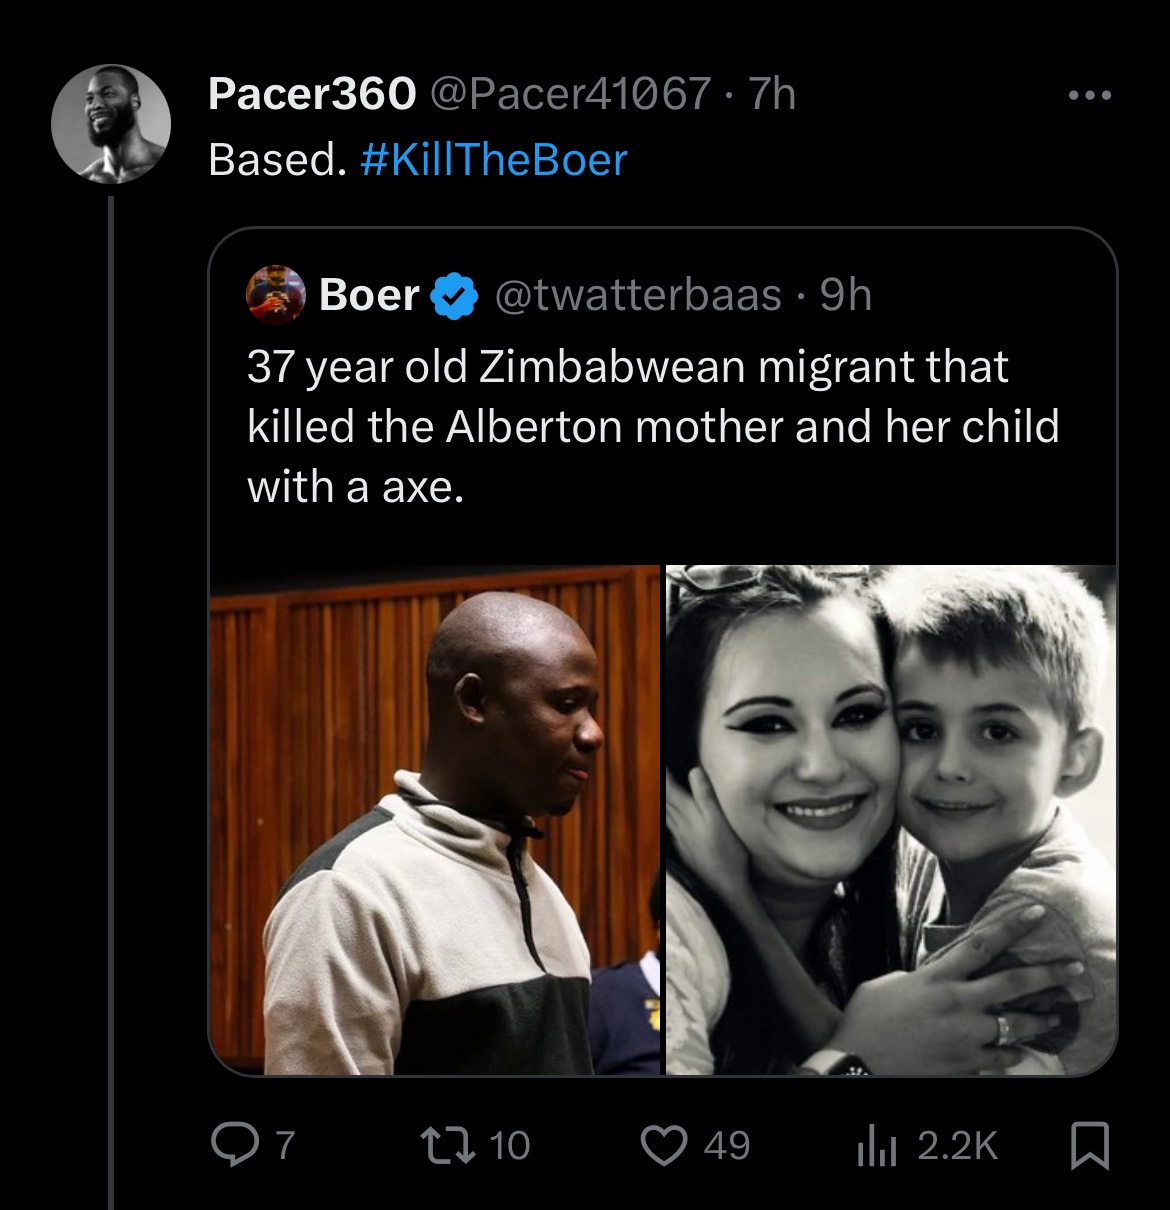 Pacer360 @Pacer41067 · 7h
Based. #KillTheBoer
Boer @twatterbaas · 9h
37 year old Zimbabwean migrant that
killed the Alberton mother and her child
with a axe.
7 10 49 2.2K